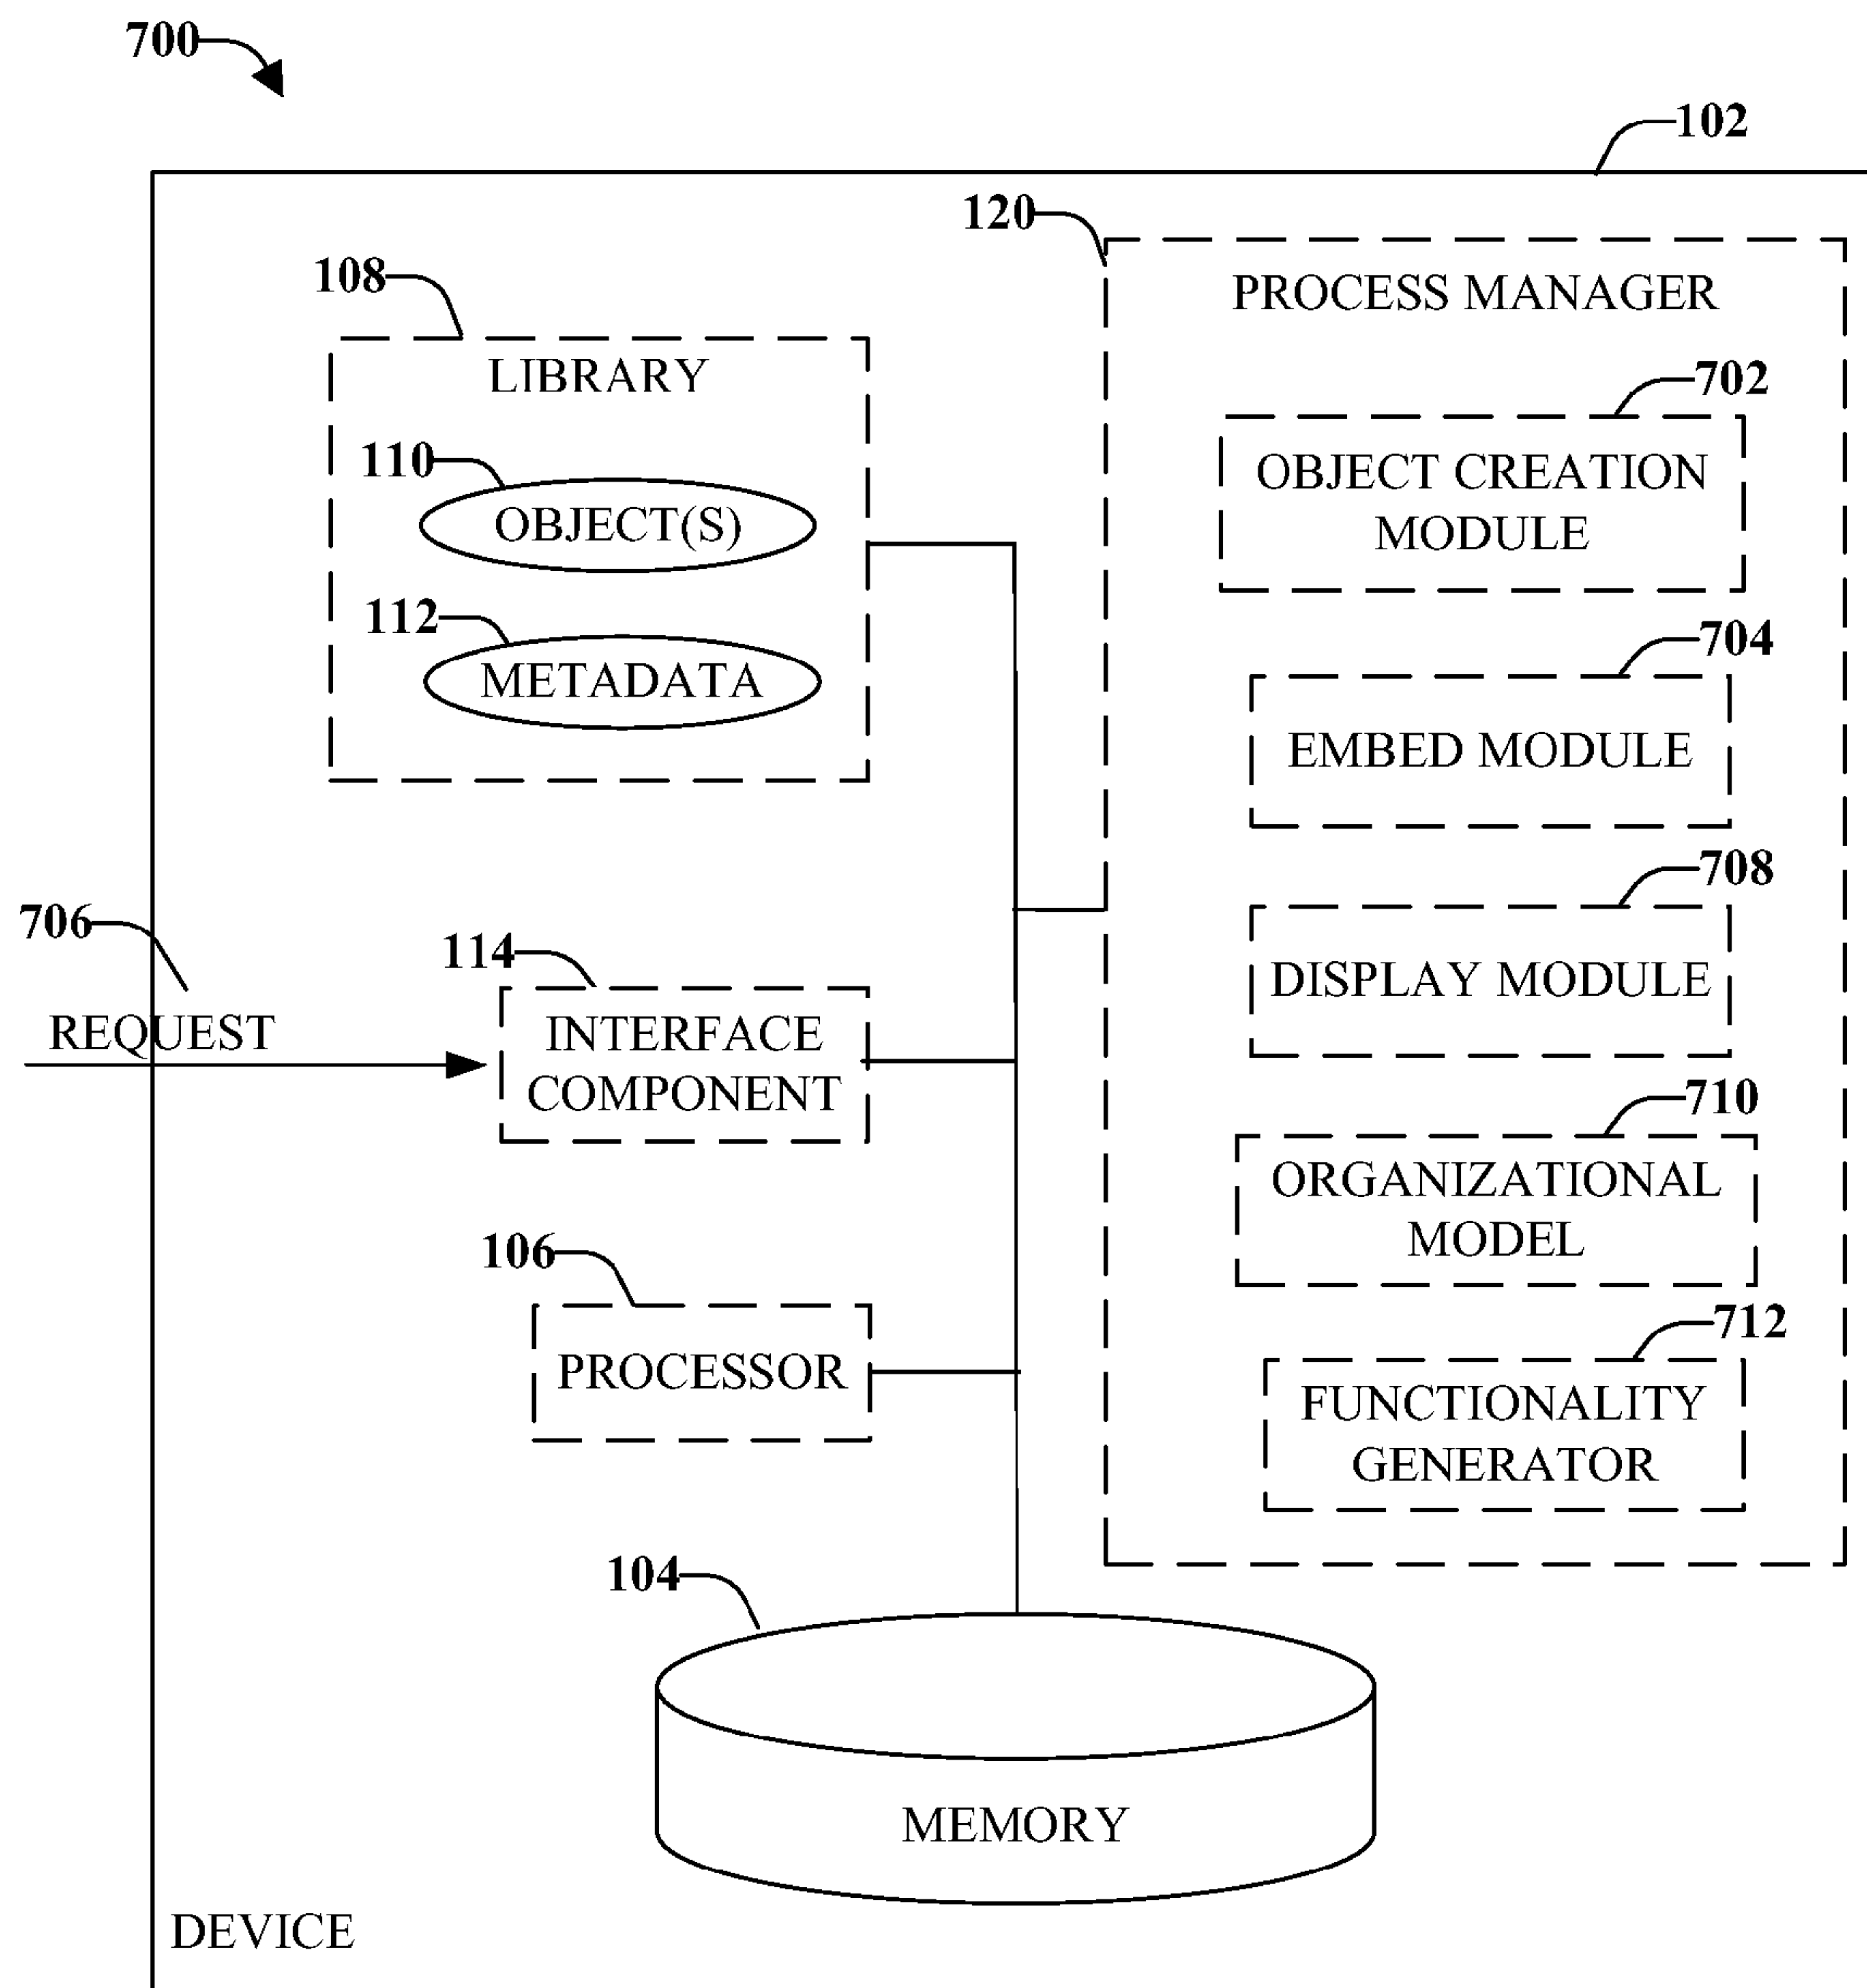 700
102
120
108
PROCESS MANAGER
LIBRARY
702
110
OBJECT CREATION
MODULE
OBJECT(S)
112
704
METADATA
EMBED MODULE
708
706
114
DISPLAY MODULE
REQUEST
INTERFACE
COMPONENT
710
ORGANIZATIONAL
MODEL
106
712
PROCESSOR
FUNCTIONALITY
GENERATOR
104
MEMORY
DEVICE